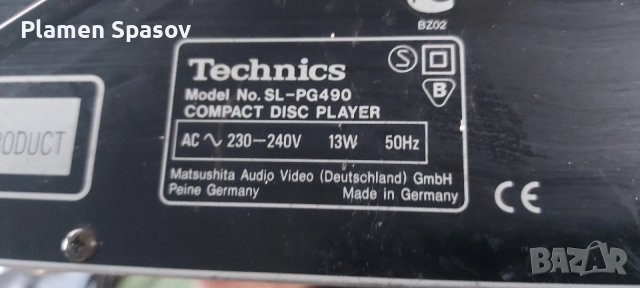 Plamen Spasov
BZ02
Technics
S
Model No. SL-PG490
B
COMPACT DISC PLAYER
AC ∿ 230–240V 13W 50Hz
RODUCT
Matsushita Audio Video (Deutschland) GmbH
Peine Germany Made in Germany
CE
BAZAR